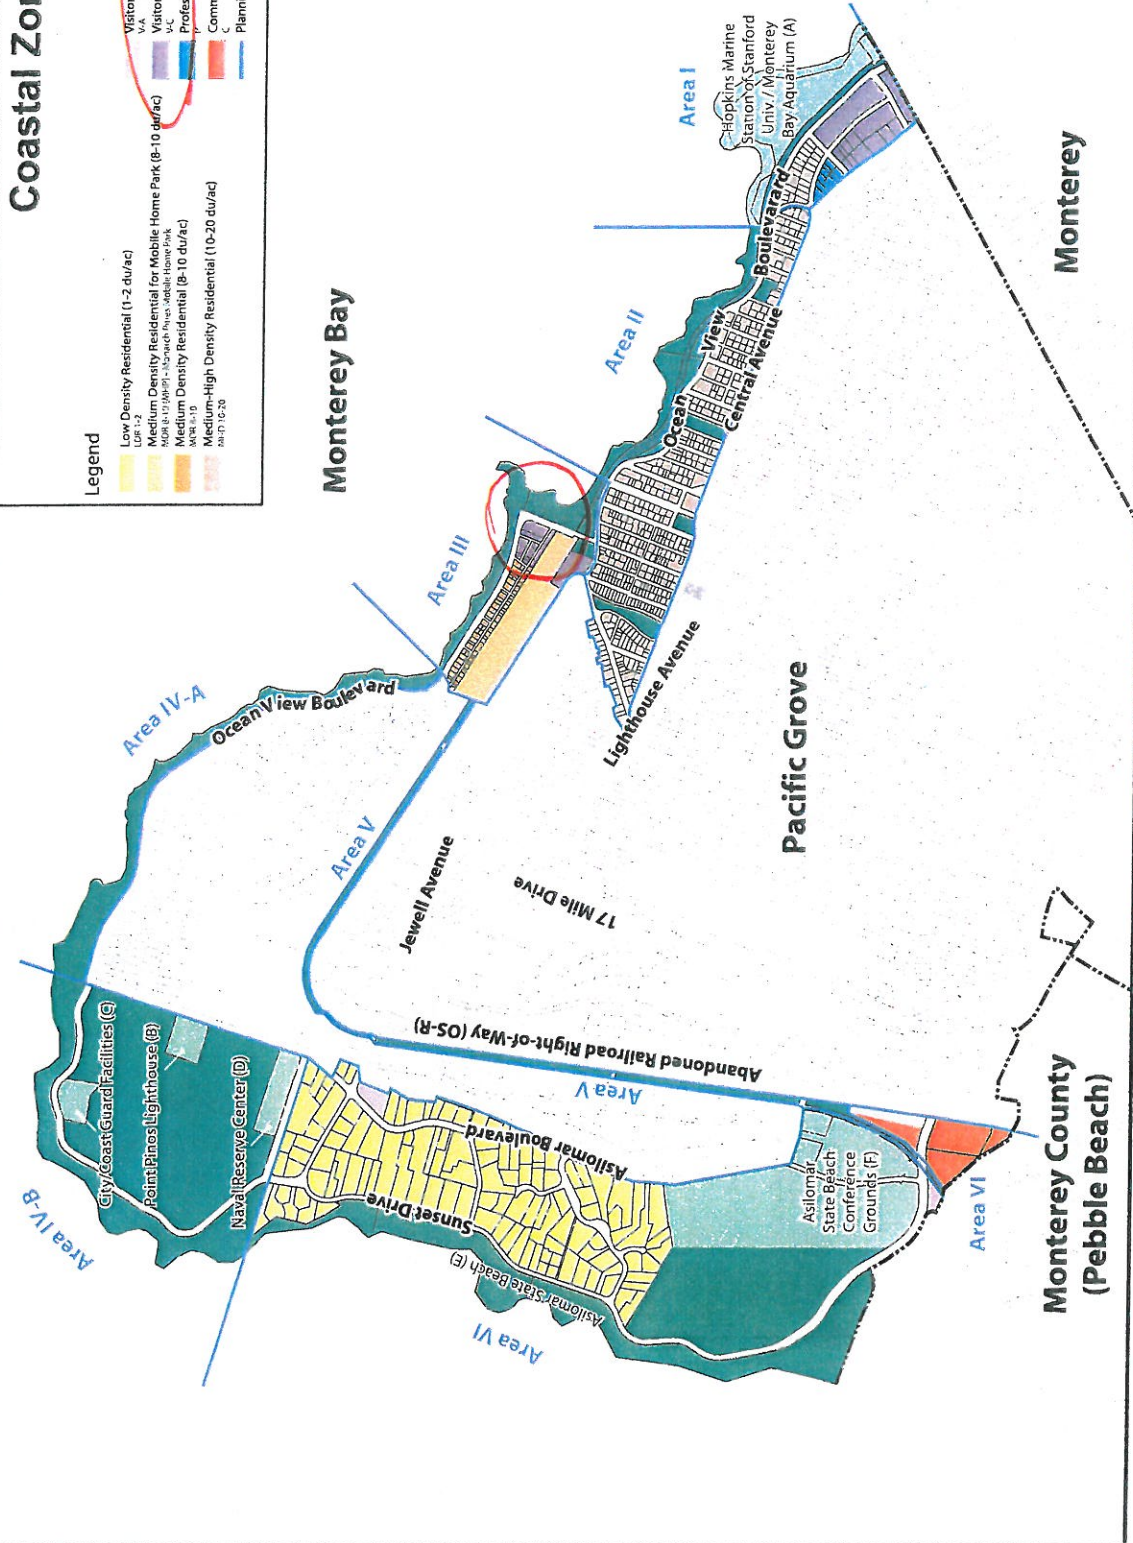 Coastal Zo
Legend
Low Density Residential (1-2 du/ac)
LDR 1-2
Medium Density Residential for Mobile Home Park (8-10 du/ac)
Medium Density Residential (8-10 du/ac)
MDR 8-10
Medium-High Density Residential (10-20 du/ac)
Visitor
V-A
Visitor
V-C
Profes
P
Comm
C
Planni
Monterey Bay
Area I
Hopkins Marine
Station of Stanford
Univ./ Monterey
Bay Aquarium (A)
Area II
Ocean View Boulevarard
Central Avenue
Monterey
Area III
Lighthouse Avenue
Area IV-A
Ocean View Boulevard
Area V
Jewell Avenue
17 Mile Drive
Pacific Grove
Abandoned Railroad Right-of-Way (OS-R)
Area V
City/Coast Guard Facilities (C)
Point Pinos Lighthouse (B)
Naval Reserve Center (D)
Area IV-B
Asilomar Boulevard
Sunset Drive
Asilomar State Beach (E)
Area VI
Asilomar
State Beach
Conference
Grounds (F)
Area VI
Monterey County
(Pebble Beach)